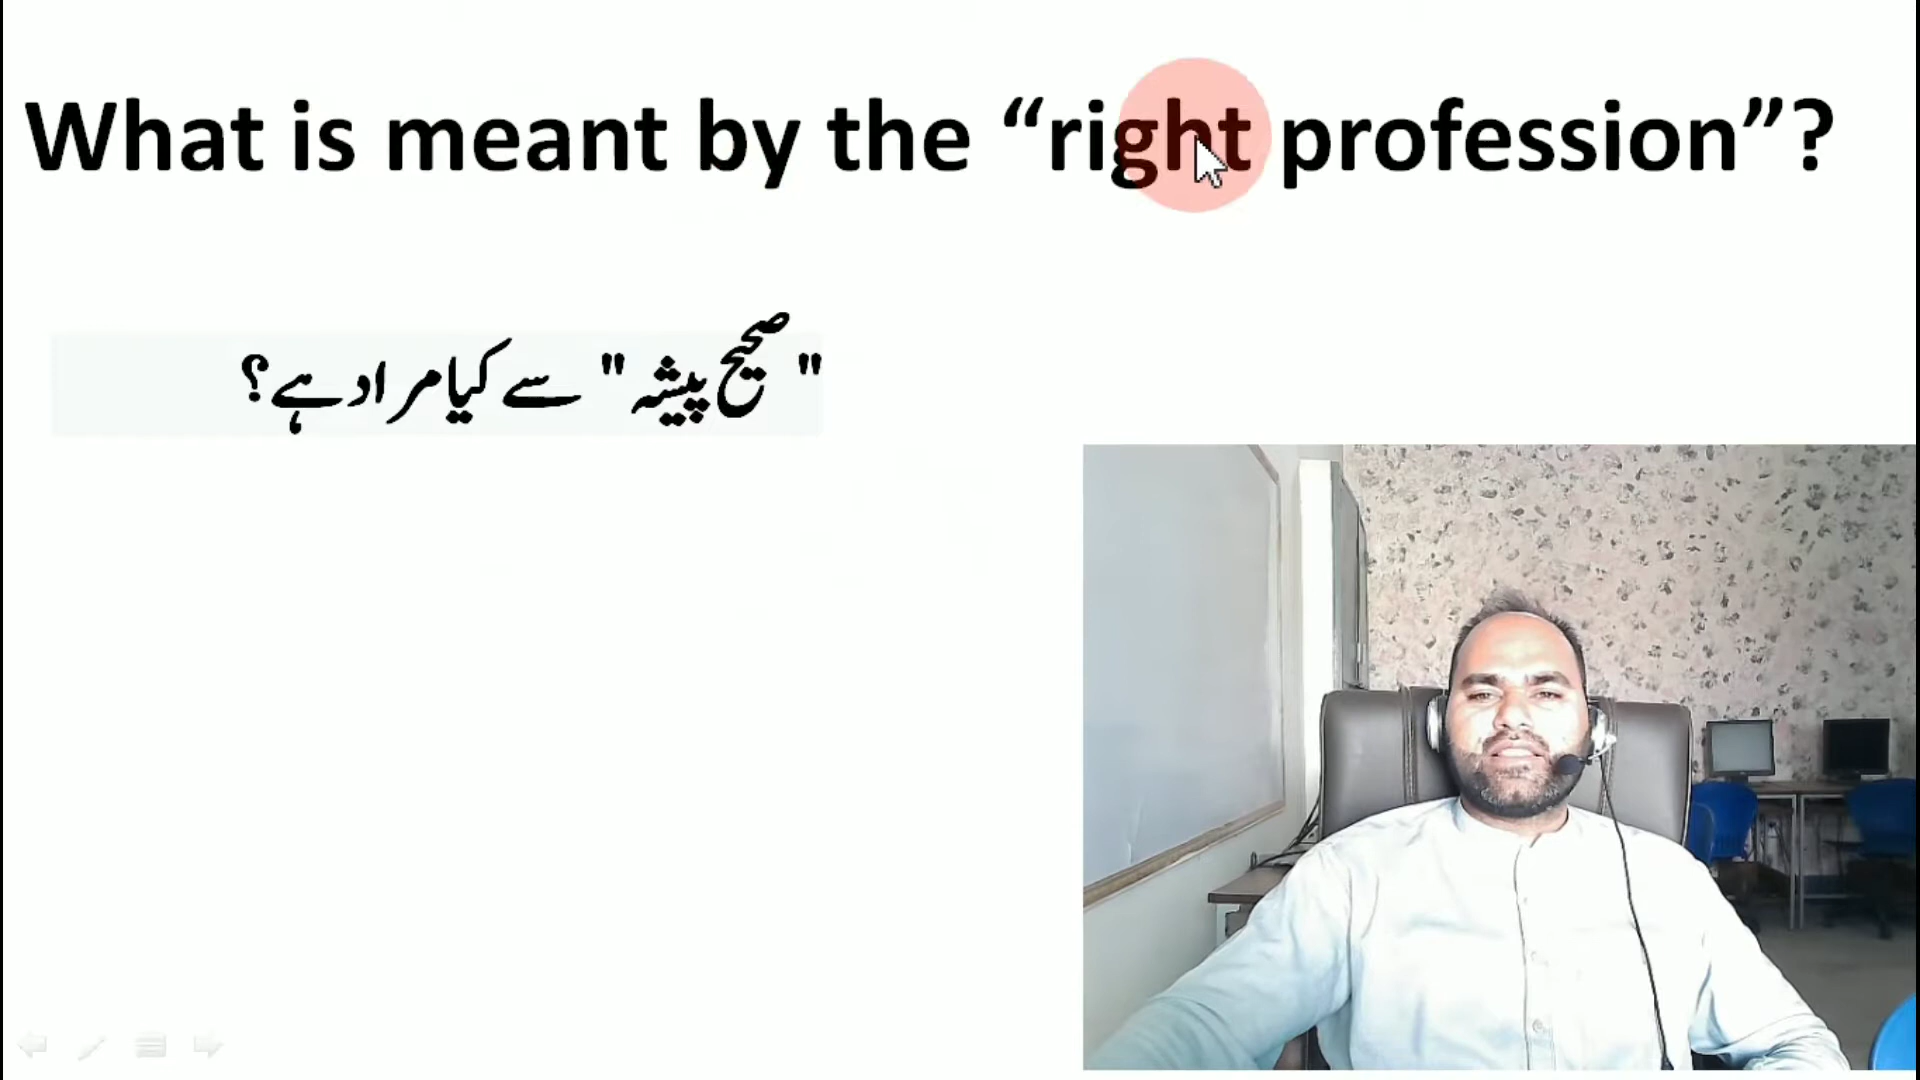 What is meant by the “right profession”?
"صحیح پیشہ" سے کیا مراد ہے؟